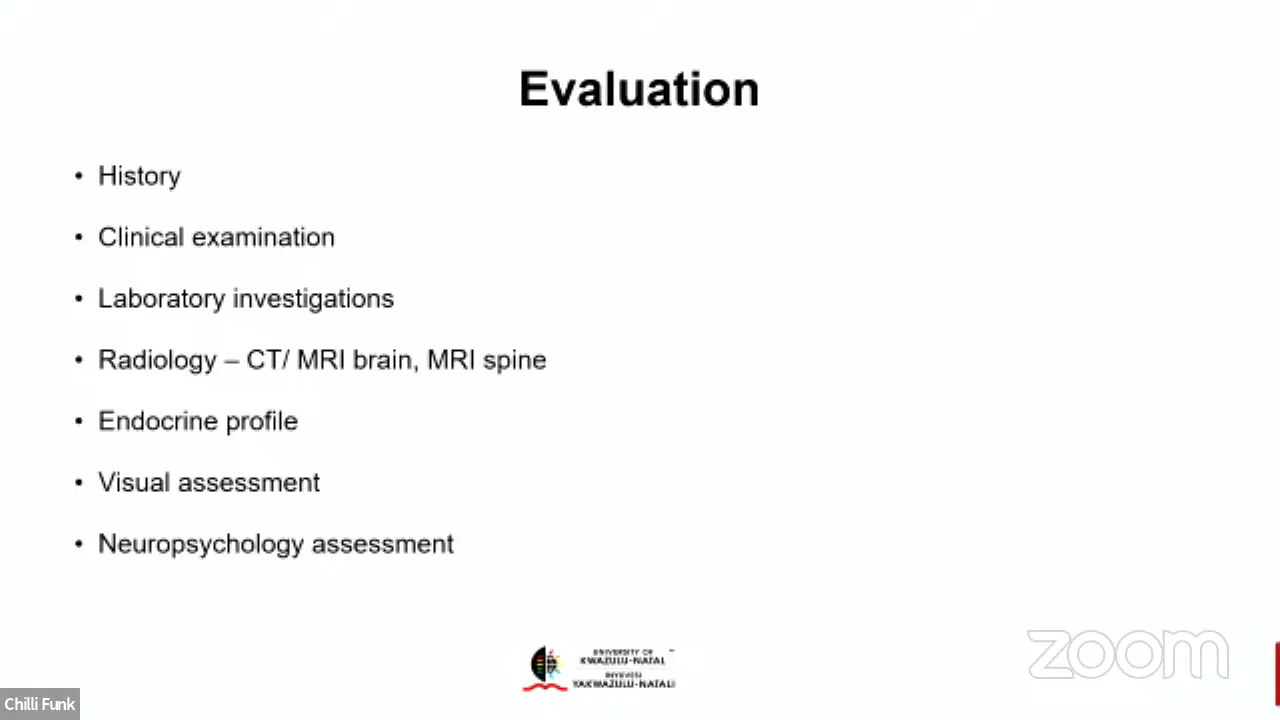 Evaluation
• History
• Clinical examination
• Laboratory investigations
• Radiology – CT/ MRI brain, MRI spine
• Endocrine profile
• Visual assessment
• Neuropsychology assessment
UNIVERSITY OF
KWAZULU-NATAL
INYUVESI
YAKWAZULU-NATALI
zoom
Chilli Funk